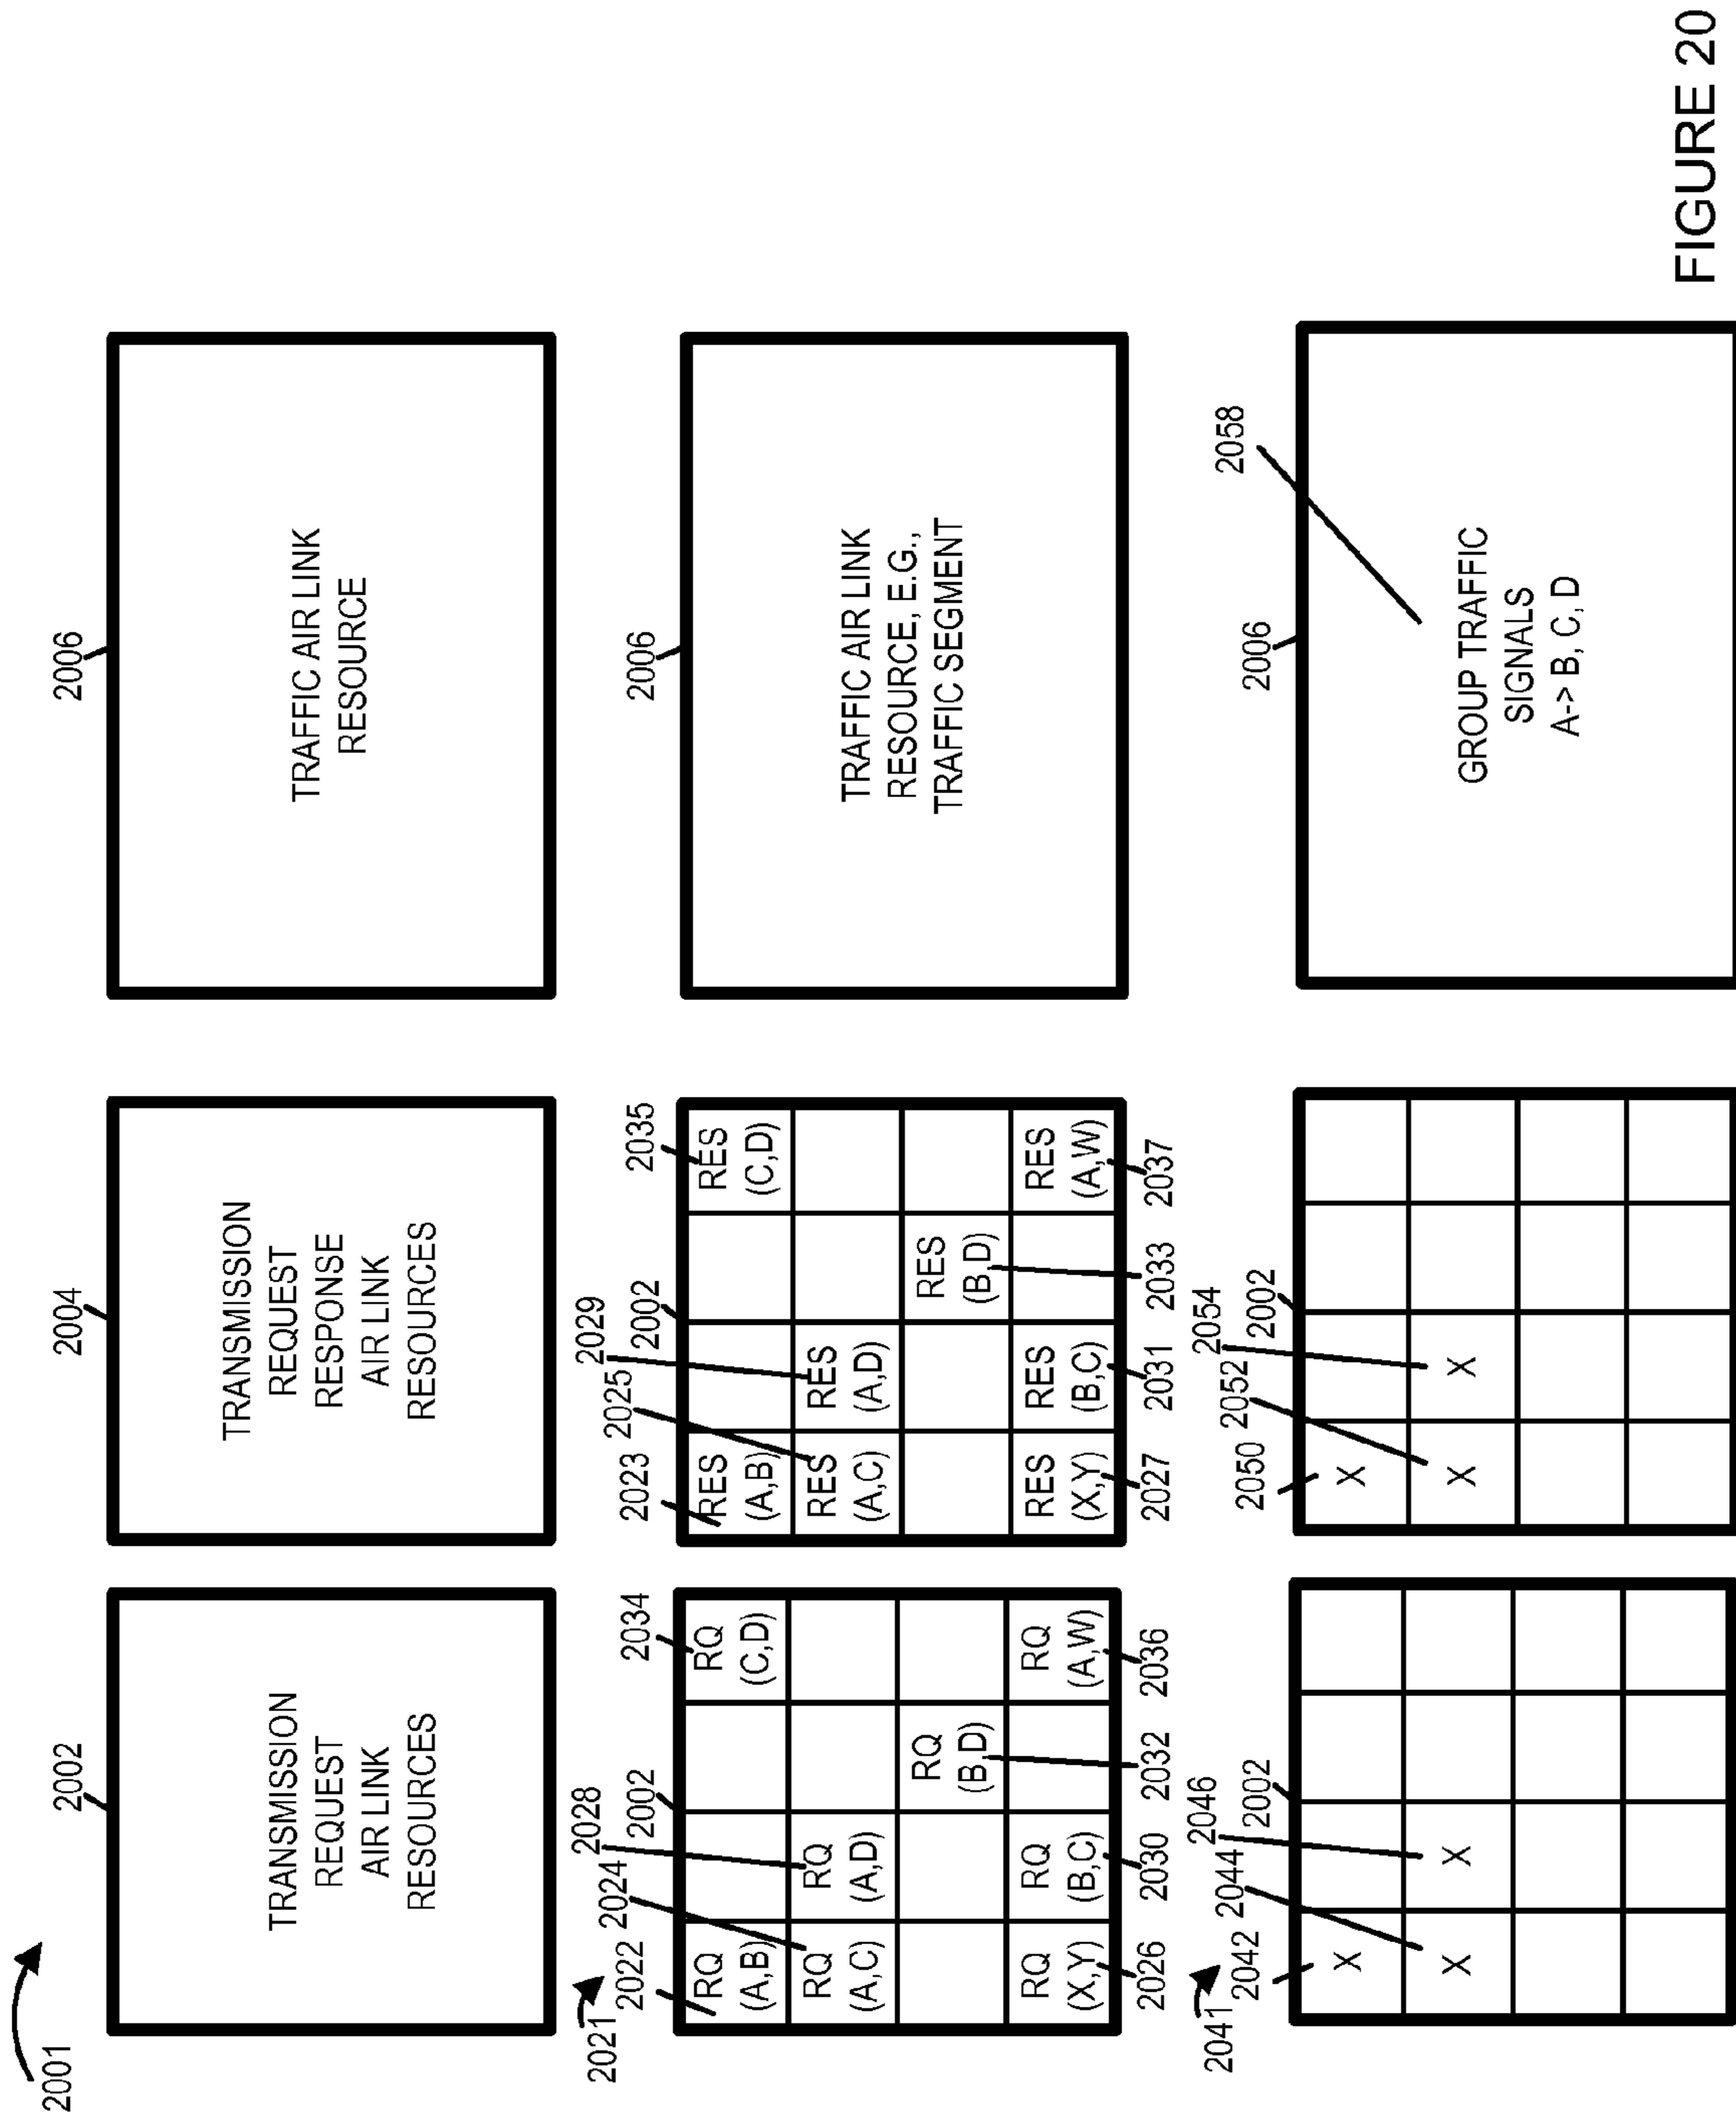 2001
2002
TRANSMISSION
REQUEST
AIR LINK
RESOURCES
2004
TRANSMISSION
REQUEST
RESPONSE
AIR LINK
RESOURCES
2006
TRAFFIC AIR LINK
RESOURCE
2021
2022
2024
2028
2002
2034
RQ
(A,B)
RQ
(C,D)
RQ
(A,C)
RQ
(A,D)
RQ
(B,D)
RQ
(X,Y)
RQ
(B,C)
RQ
(A,W)
2026
2030
2032
2036
2023
2025
2029
2002
2035
RES
(A,B)
RES
(C,D)
RES
(A,C)
RES
(A,D)
RES
(B,D)
RES
(X,Y)
RES
(B,C)
RES
(A,W)
2027
2031
2033
2037
2006
TRAFFIC AIR LINK
RESOURCE, E.G.,
TRAFFIC SEGMENT
2041
2042
2044
2046
2002
X
X
X
2050
2052
2054
2002
X
X
X
2006
2058
GROUP TRAFFIC
SIGNALS
A-> B, C, D
FIGURE 20